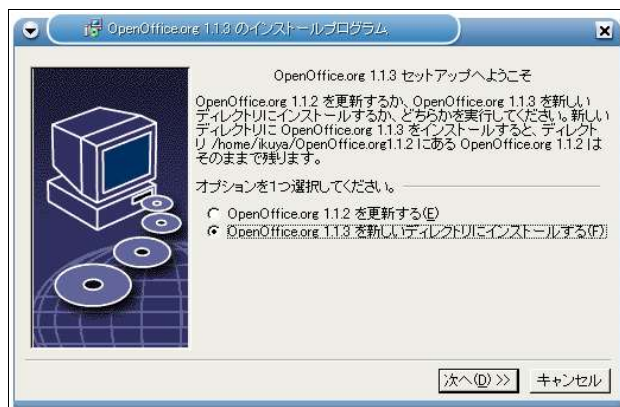 OpenOffice.org 1.1.3 のインストールプログラム
OpenOffice.org 1.1.3 セットアップへようこそ
OpenOffice.org 1.1.2 を更新するか、OpenOffice.org 1.1.3 を新しい
ディレクトリにインストールするか、どちらかを実行してください。新しい
ディレクトリに OpenOffice.org 1.1.3 をインストールすると、ディレクト
リ /home/ikuya/OpenOffice.org1.1.2 にある OpenOffice.org 1.1.2 は
そのままで残ります。
オプションを1つ選択してください。
OpenOffice.org 1.1.2 を更新する(E)
OpenOffice.org 1.1.3 を新しいディレクトリにインストールする(F)
次へ(D) >>
キャンセル